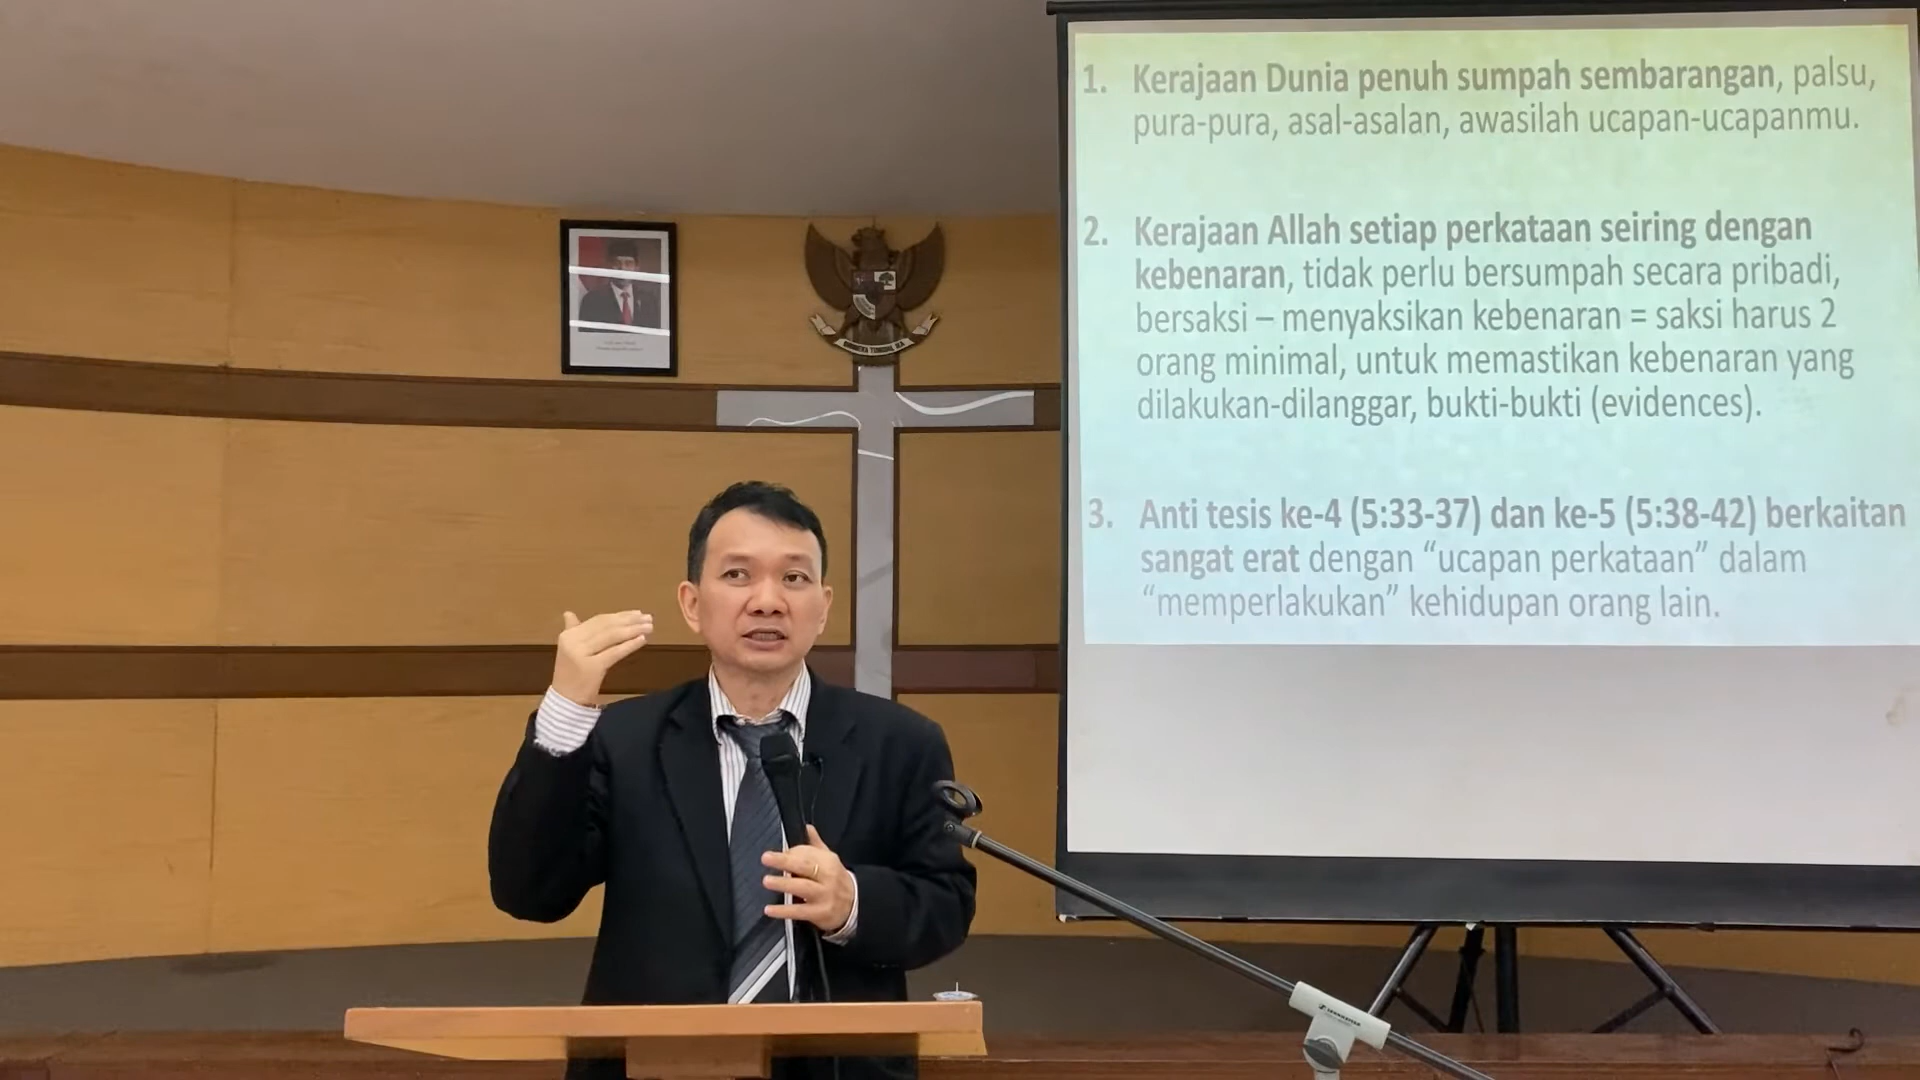 1. Kerajaan Dunia penuh sumpah sembarangan, palsu,
pura-pura, asal-asalan, awasilah ucapan-ucapanmu.
2. Kerajaan Allah setiap perkataan seiring dengan
kebenaran, tidak perlu bersumpah secara pribadi,
bersaksi – menyaksikan kebenaran = saksi harus 2
orang minimal, untuk memastikan kebenaran yang
dilakukan-dilanggar, bukti-bukti (evidences).
3. Anti tesis ke-4 (5:33-37) dan ke-5 (5:38-42) berkaitan
sangat erat dengan “ucapan perkataan” dalam
“memperlakukan” kehidupan orang lain.